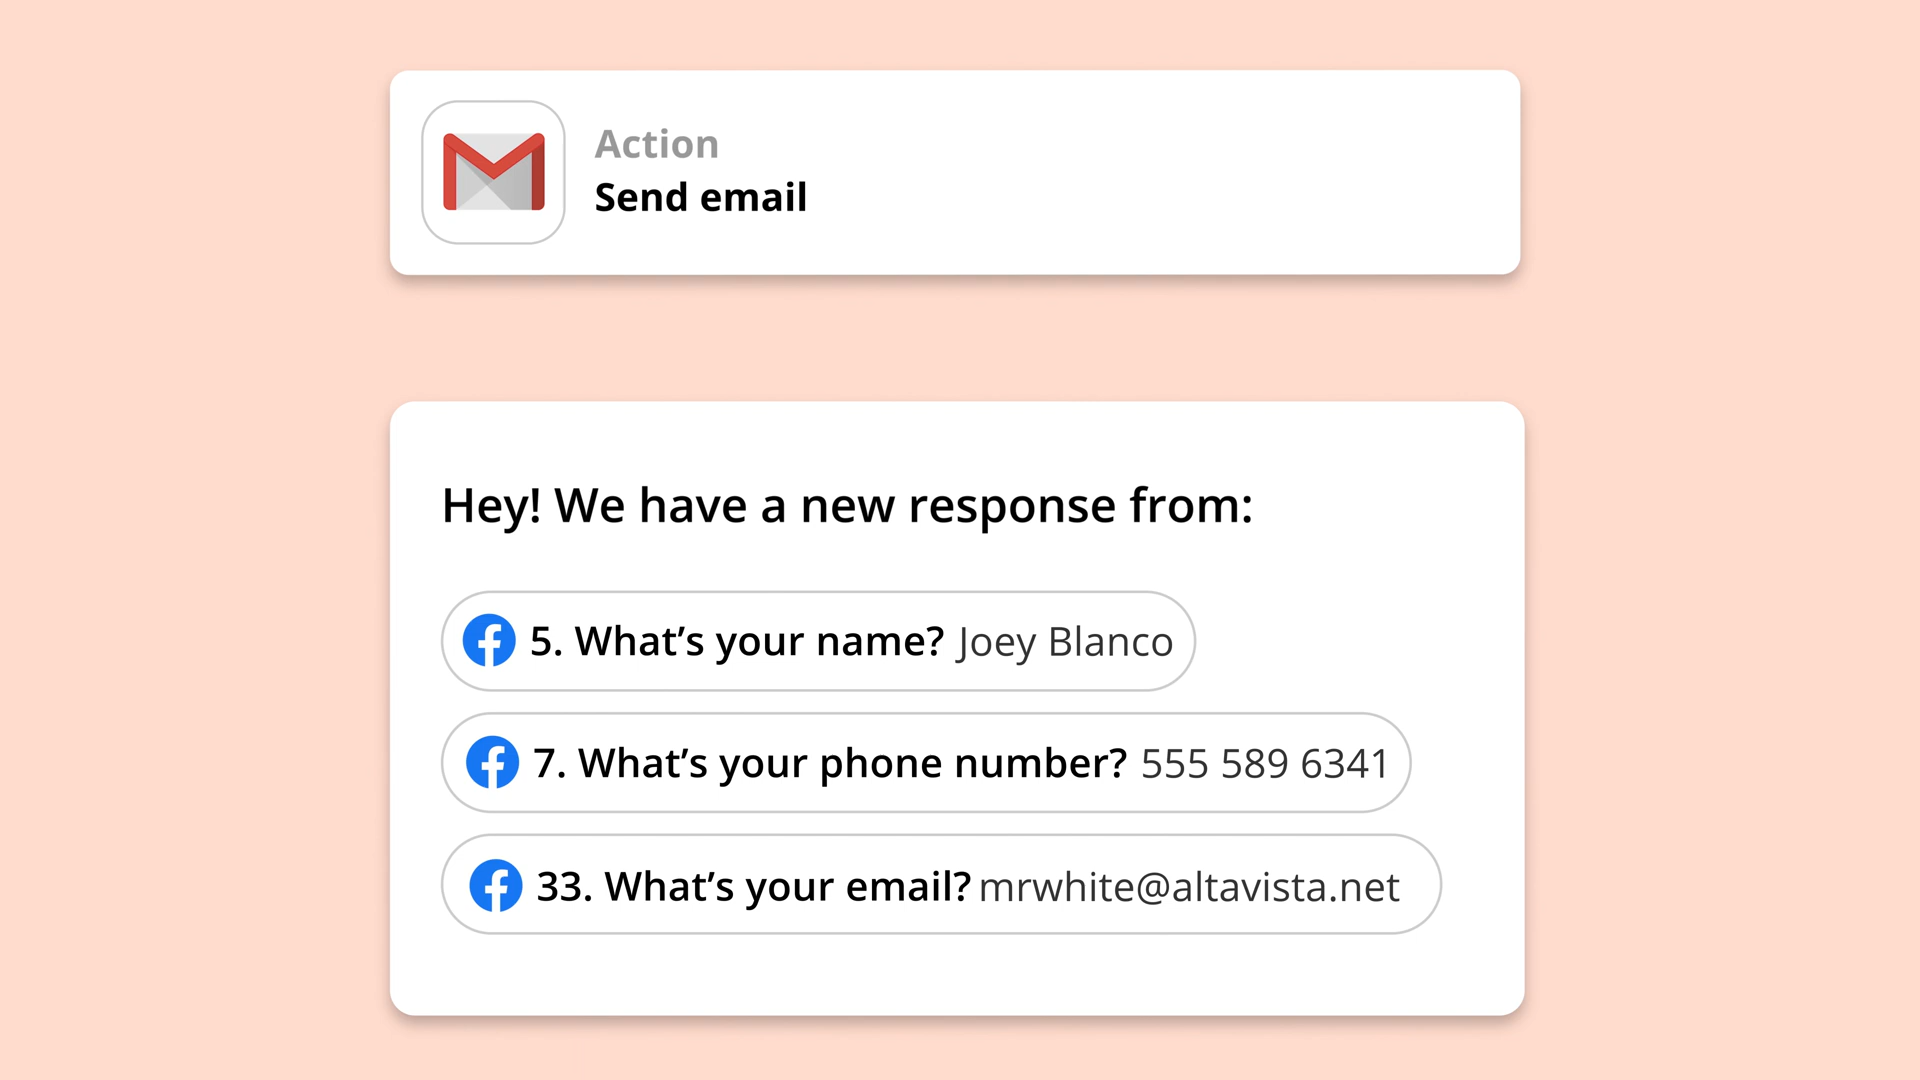 Action
Send email
Hey! We have a new response from:
5. What’s your name? Joey Blanco
7. What’s your phone number? 555 589 6341
33. What’s your email? mrwhite@altavista.net